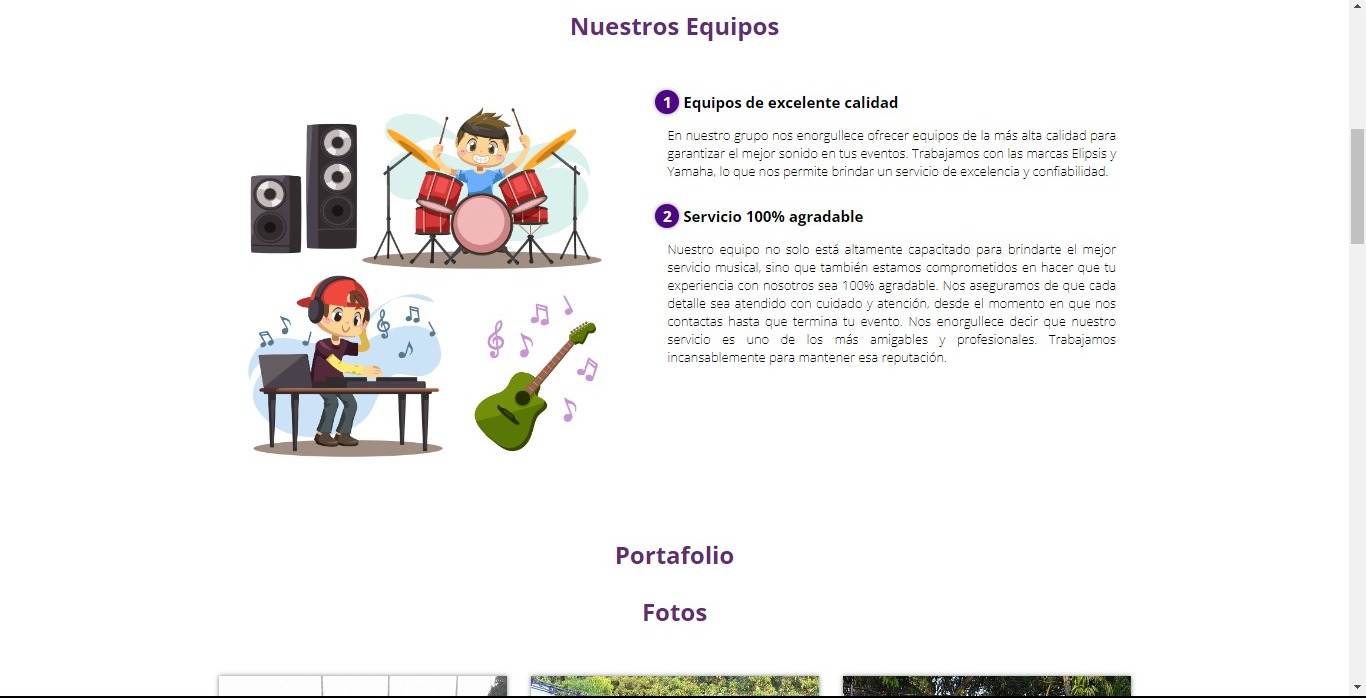 Nuestros Equipos
1 Equipos de excelente calidad
En nuestro grupo nos enorgullece ofrecer equipos de la más alta calidad para
garantizar el mejor sonido en tus eventos. Trabajamos con las marcas Elipsis y
Yamaha, lo que nos permite brindar un servicio de excelencia y confiabilidad.
2 Servicio 100% agradable
Nuestro equipo no solo está altamente capacitado para brindarte el mejor
servicio musical, sino que también estamos comprometidos en hacer que tu
experiencia con nosotros sea 100% agradable. Nos aseguramos de que cada
detalle sea atendido con cuidado y atención, desde el momento en que nos
contactas hasta que termina tu evento. Nos enorgullece decir que nuestro
servicio es uno de los más amigables y profesionales. Trabajamos
incansablemente para mantener esa reputación.
Portafolio
Fotos